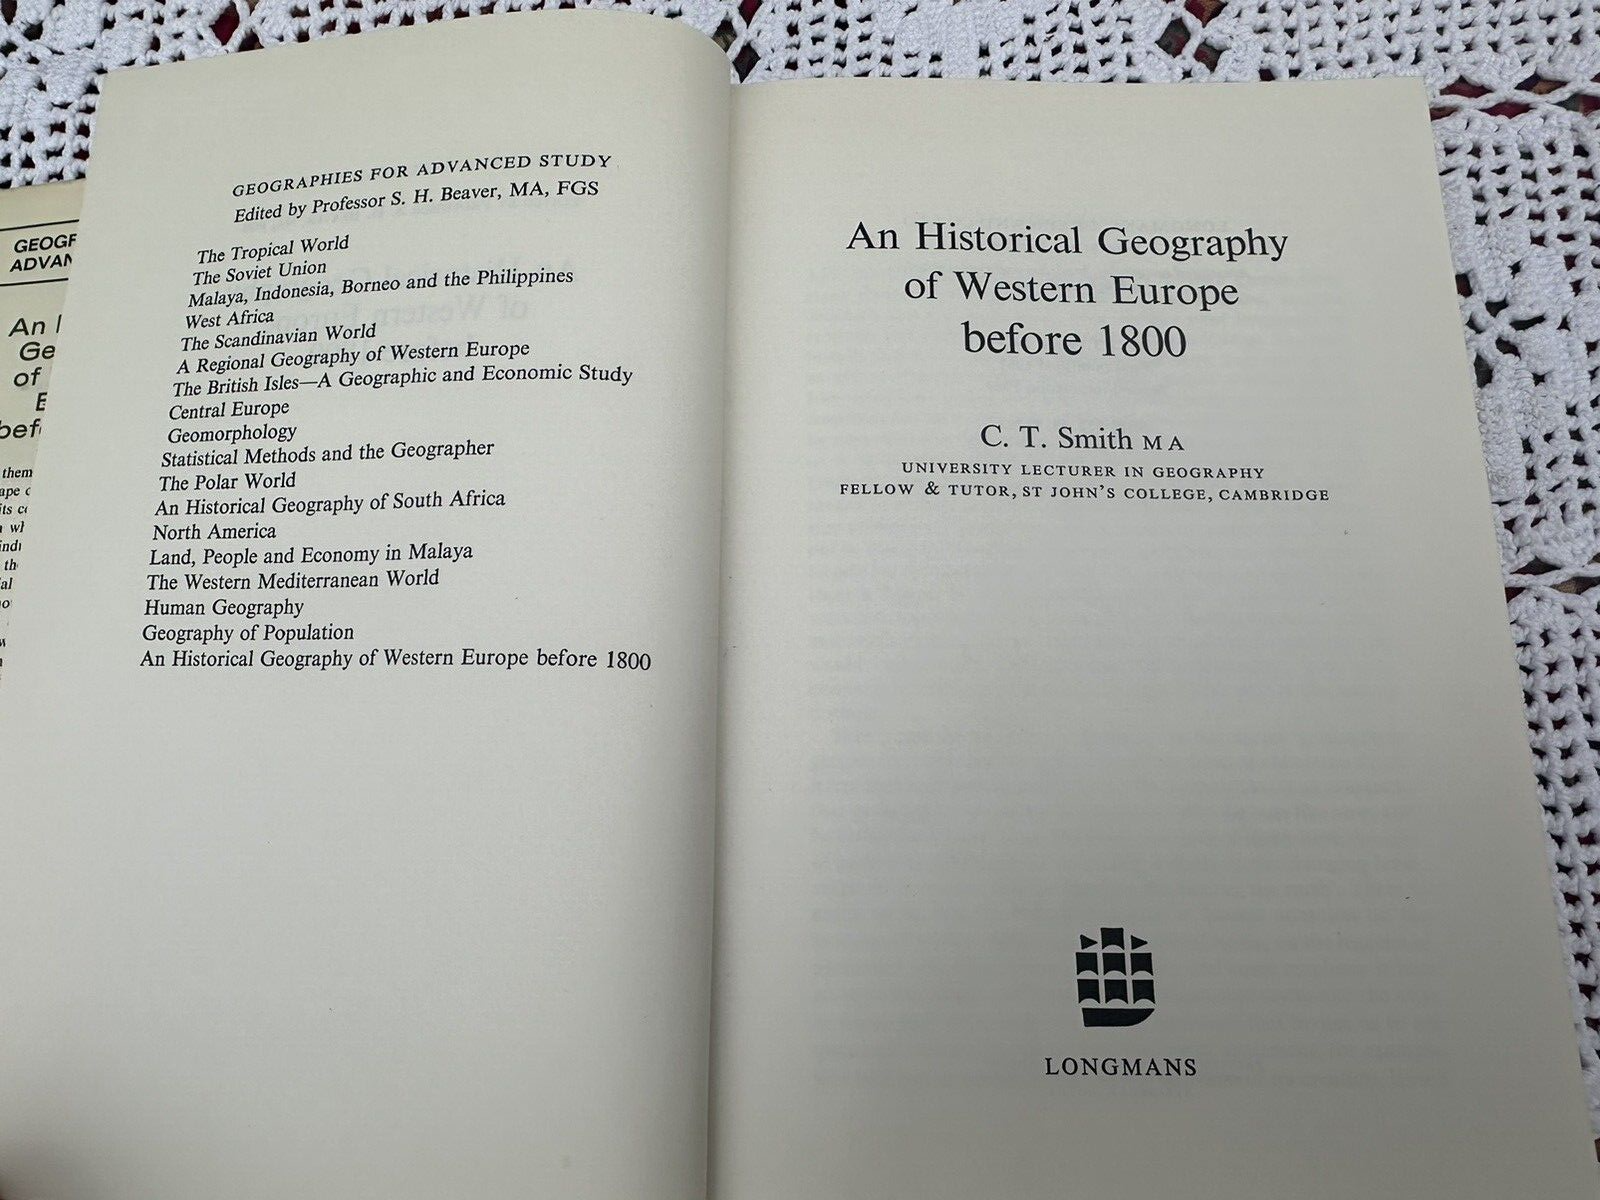 GEOGRAPHIES FOR ADVANCED STUDY
Edited by Professor S. H. Beaver, MA, FGS
The Tropical World
The Soviet Union
Malaya, Indonesia, Borneo and the Philippines
West Africa
The Scandinavian World
A Regional Geography of Western Europe
The British Isles—A Geographic and Economic Study
Central Europe
Geomorphology
Statistical Methods and the Geographer
The Polar World
An Historical Geography of South Africa
North America
Land, People and Economy in Malaya
The Western Mediterranean World
Human Geography
Geography of Population
An Historical Geography of Western Europe before 1800
An Historical Geography
of Western Europe
before 1800
C. T. Smith MA
UNIVERSITY LECTURER IN GEOGRAPHY
FELLOW & TUTOR, ST JOHN'S COLLEGE, CAMBRIDGE
LONGMANS
An
Ge
of
them